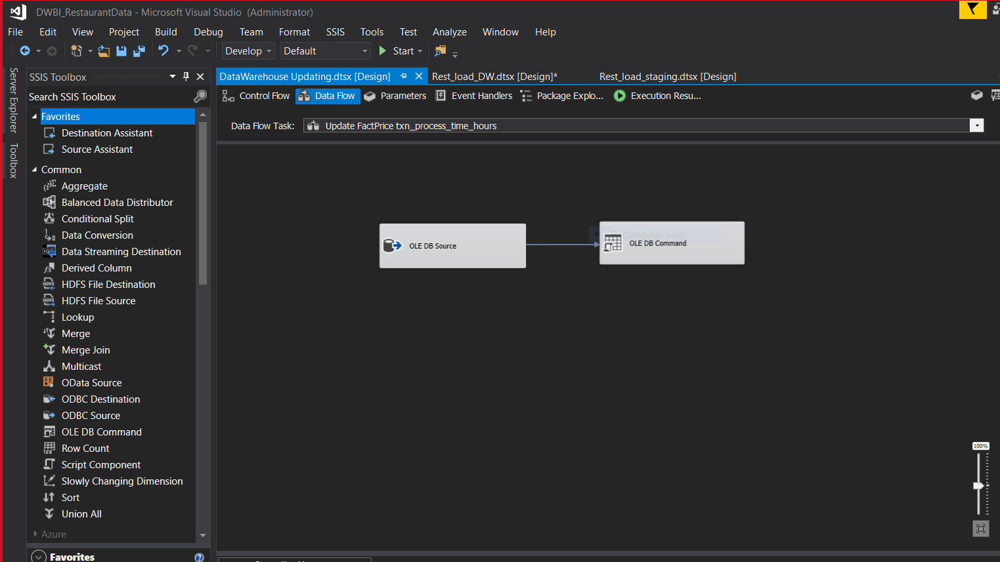 DWBI_RestaurantData - Microsoft Visual Studio (Administrator)
File Edit View Project Build Debug Team Format SSIS Tools Test Analyze Window Help
Develop Default Start
Server Explorer
Toolbox
SSIS Toolbox
Search SSIS Toolbox
Favorites
Destination Assistant
Source Assistant
Common
Aggregate
Balanced Data Distributor
Conditional Split
Data Conversion
Data Streaming Destination
Derived Column
HDFS File Destination
HDFS File Source
Lookup
Merge
Merge Join
Multicast
OData Source
ODBC Destination
ODBC Source
OLE DB Command
Row Count
Script Component
Slowly Changing Dimension
Sort
Union All
Azure
Favorites
DataWarehouse Updating.dtsx [Design] Rest_load_DW.dtsx [Design]* Rest_load_staging.dtsx [Design]
Control Flow Data Flow Parameters Event Handlers Package Explo... Execution Resu...
Data Flow Task: Update FactPrice txn_process_time_hours
OLE DB Source
Rectangular Snip
OLE DB Command
100%